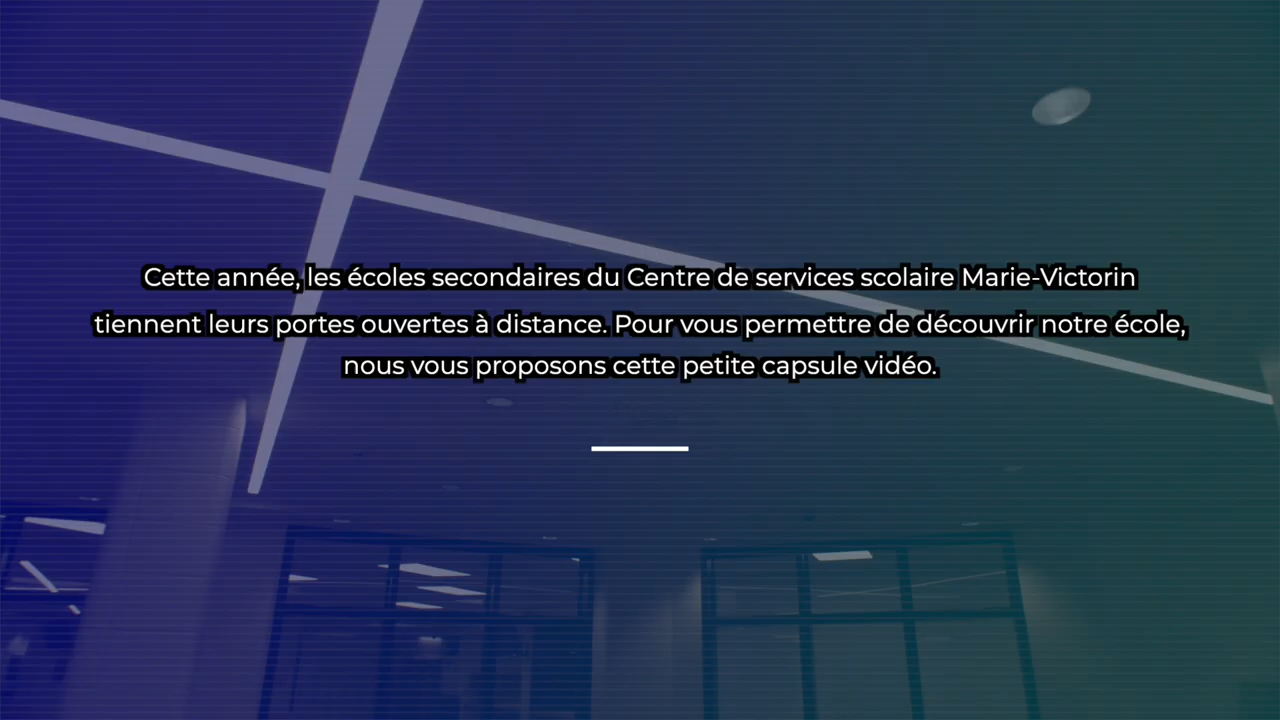 Cette année, les écoles secondaires du Centre de services scolaire Marie-Victorin
tiennent leurs portes ouvertes à distance. Pour vous permettre de découvrir notre école,
nous vous proposons cette petite capsule vidéo.